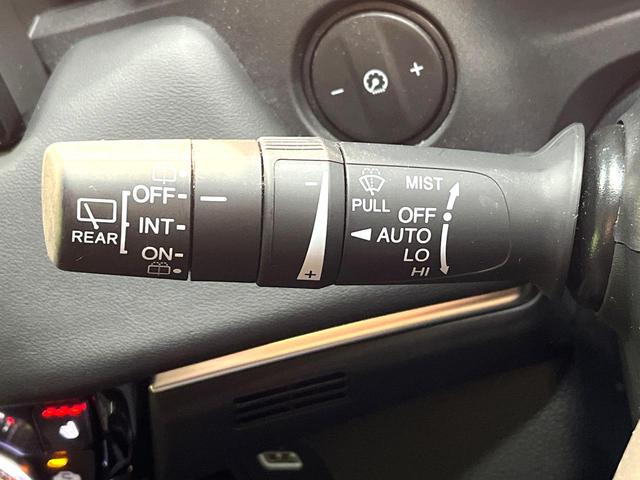 OFF
INT
ON
REAR
PULL
MIST
OFF
AUTO
LO
HI